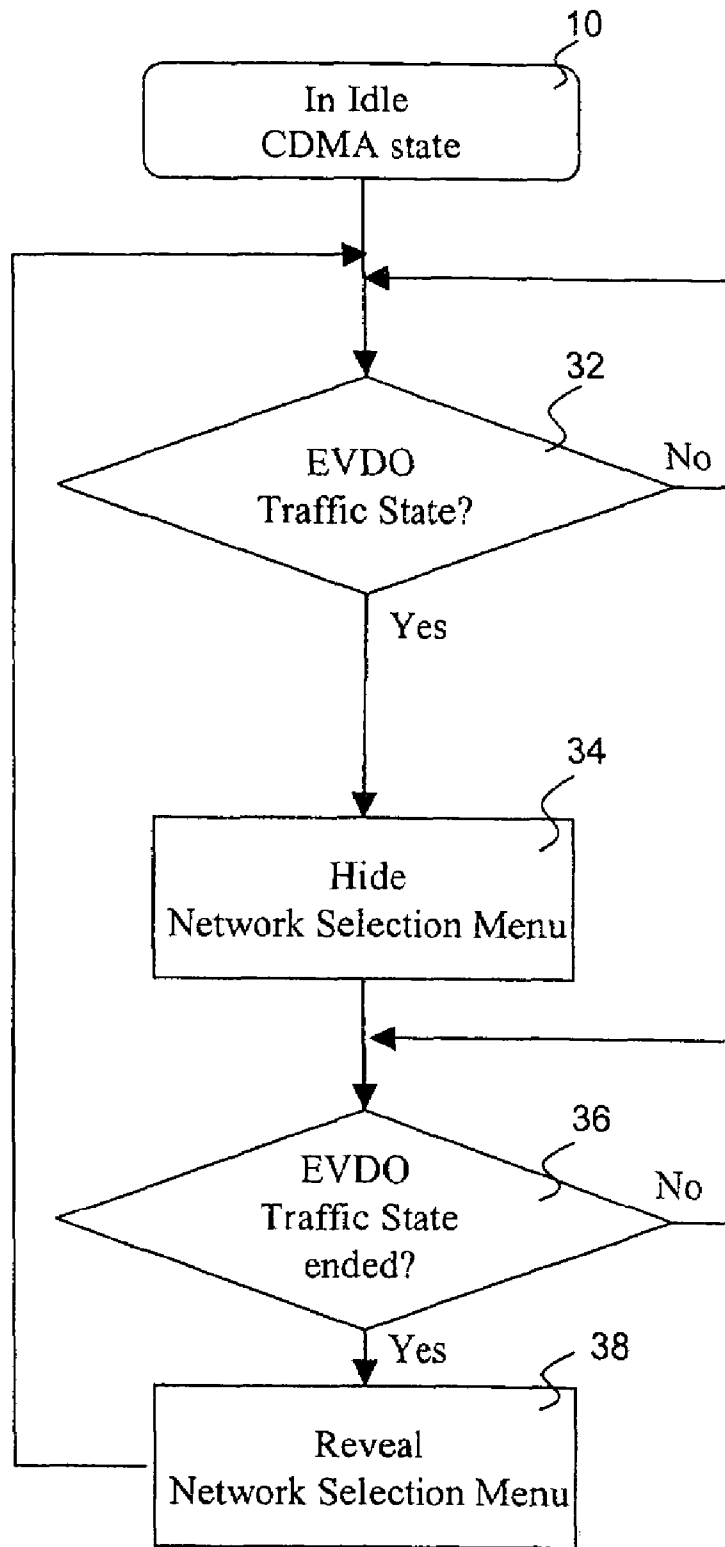 10
In Idle
CDMA state
32
EVDO
Traffic State?
No
Yes
34
Hide
Network Selection Menu
36
EVDO
Traffic State
ended?
No
Yes
38
Reveal
Network Selection Menu